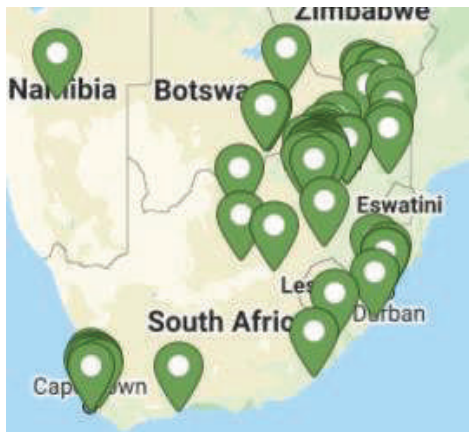 Zimbabwe
Namibia
Botswa
Eswatini
Les
South Afric
Durban
Cape Town